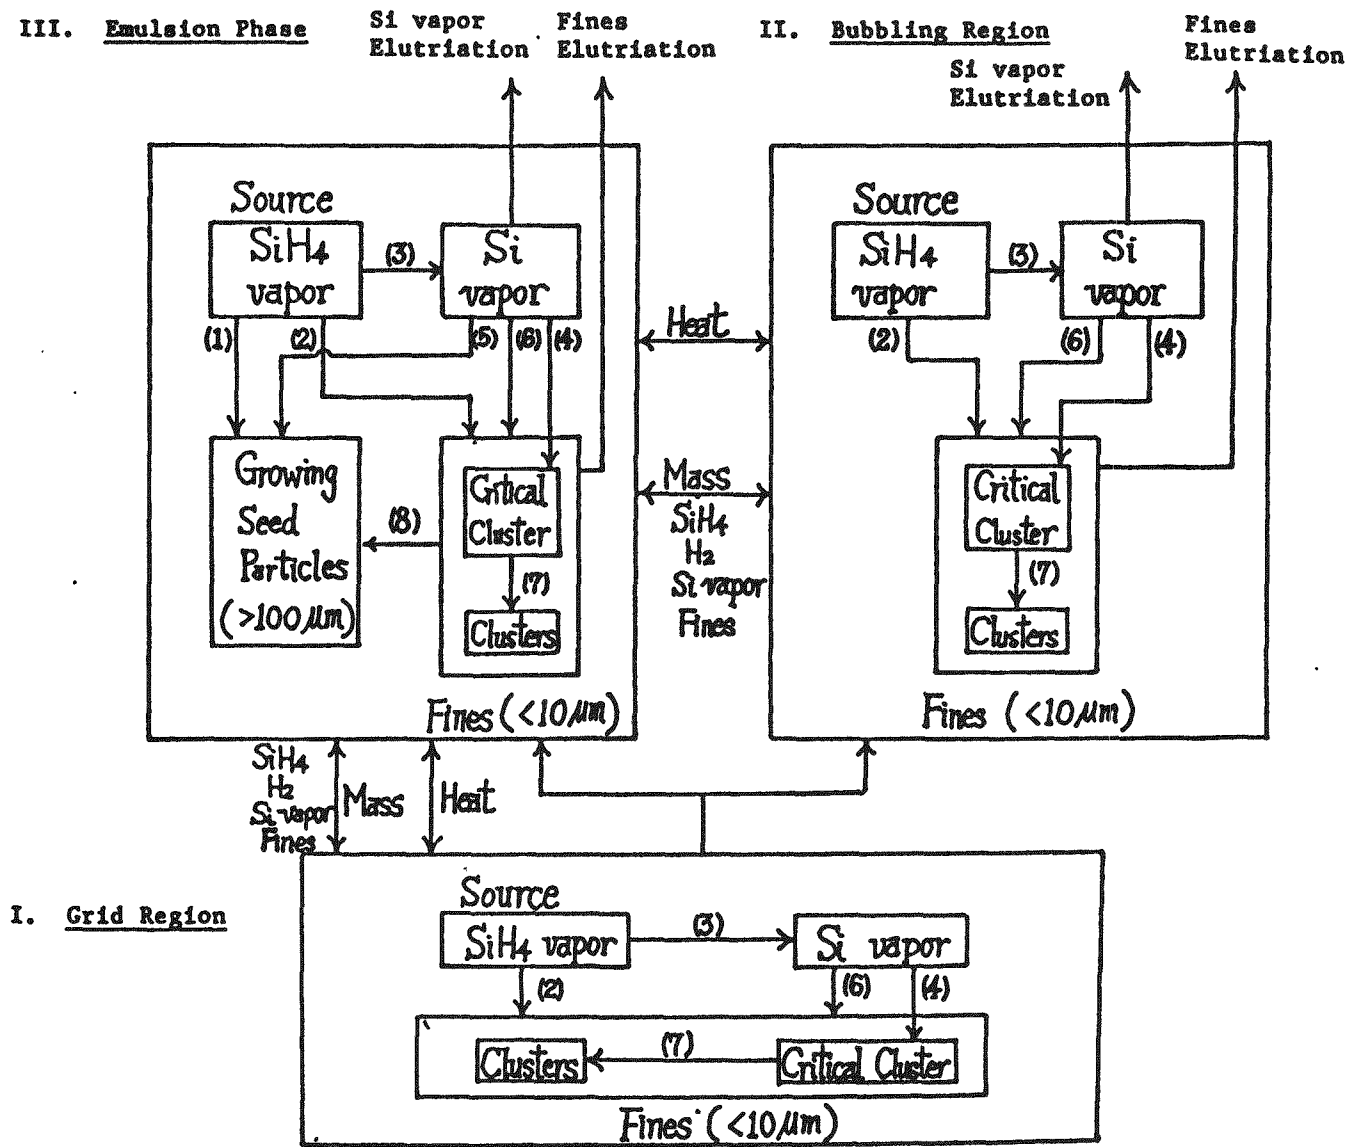 III. Emulsion Phase
Si vapor
Elutriation
Fines
Elutriation
II. Bubbling Region
Si vapor
Elutriation
Fines
Elutriation
Source
SiH4
vapor
(3)
Si
vapor
(1)
(2)
(5)
(6)
(4)
Growing
Seed
Particles
(>100 μm)
(8)
Critical
Cluster
(7)
Clusters
Fines (<10 μm)
Heat
Mass
SiH4
H2
Si vapor
Fines
Source
SiH4
vapor
(3)
Si
vapor
(2)
(6)
(4)
Critical
Cluster
(7)
Clusters
Fines (<10 μm)
SiH4
H2
Si vapor
Fines
Mass
Heat
I. Grid Region
Source
SiH4 vapor
(3)
Si vapor
(2)
(6)
(4)
Clusters
(7)
Critical Cluster
Fines (<10 μm)